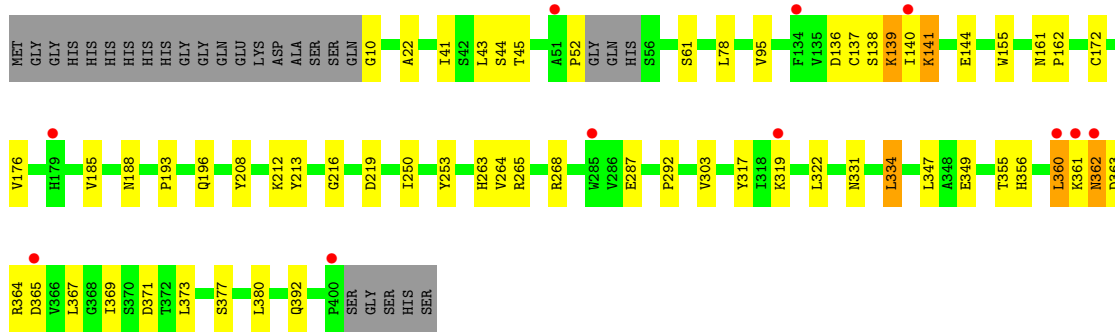 MET GLY GLY HIS HIS HIS HIS HIS HIS HIS HIS GLY GLY GLN GLU LYS ASP ALA SER SER GLN G10 A22 I41 S42 L43 S44 T45 A51 P52 GLY GLN HIS S56 S61 L78 V95 F134 V135 D136 C137 S138 K139 I140 K141 E144 W155 N161 P162 C172
V176 H179 V185 N188 P193 Q196 Y208 K212 Y213 G216 D219 I250 Y253 H263 V264 R265 R268 W285 V286 E287 P292 V303 Y317 I318 K319 L322 N331 L334 L347 A348 E349 T355 H356 L360 K361 N362 D363
R364 D365 V366 L367 G368 I369 S370 D371 T372 L373 S377 L380 Q392 P400 SER GLY SER HIS SER